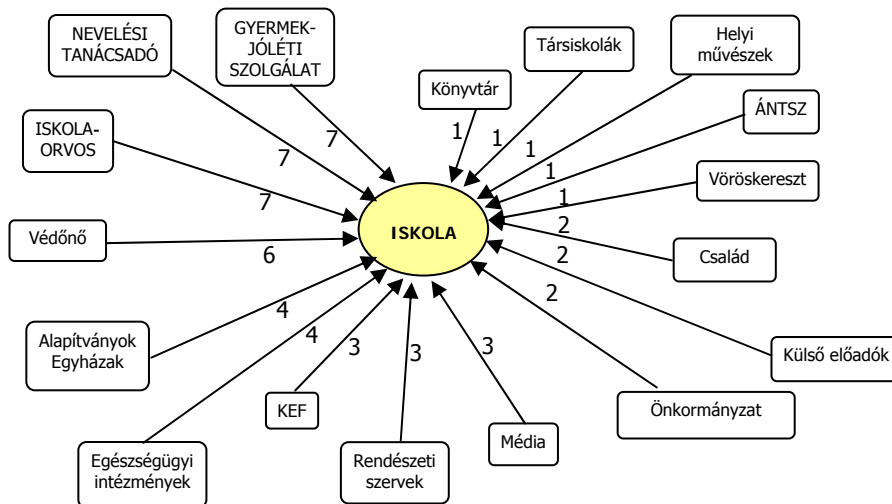 NEVELÉSI
TANÁCSADÓ
GYERMEK-
JÓLÉTI
SZOLGÁLAT
Könyvtár
Társiskolák
Helyi
művészek
ÁNTSZ
ISKOLA-
ORVOS
Vöröskereszt
Védőnő
ISKOLA
Család
Alapítványok
Egyházak
Külső előadók
KEF
Önkormányzat
Egészségügyi
intézmények
Rendészeti
szervek
Média
7
7
7
6
4
4
3
3
3
2
2
2
1
1
1
1
1